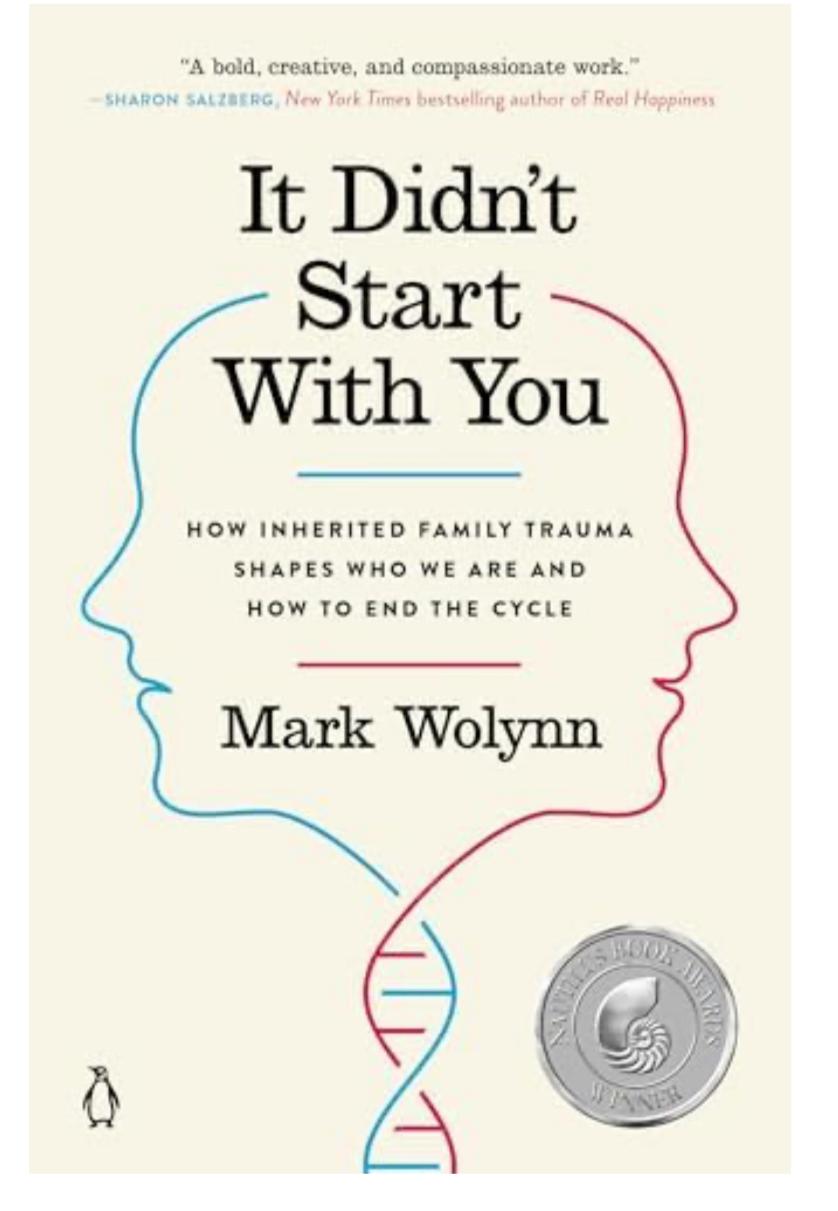 “A bold, creative, and compassionate work.”
—SHARON SALZBERG, New York Times bestselling author of Real Happiness
It Didn’t
Start
With You
HOW INHERITED FAMILY TRAUMA
SHAPES WHO WE ARE AND
HOW TO END THE CYCLE
Mark Wolynn
NAUTILUS BOOK AWARDS
WINNER